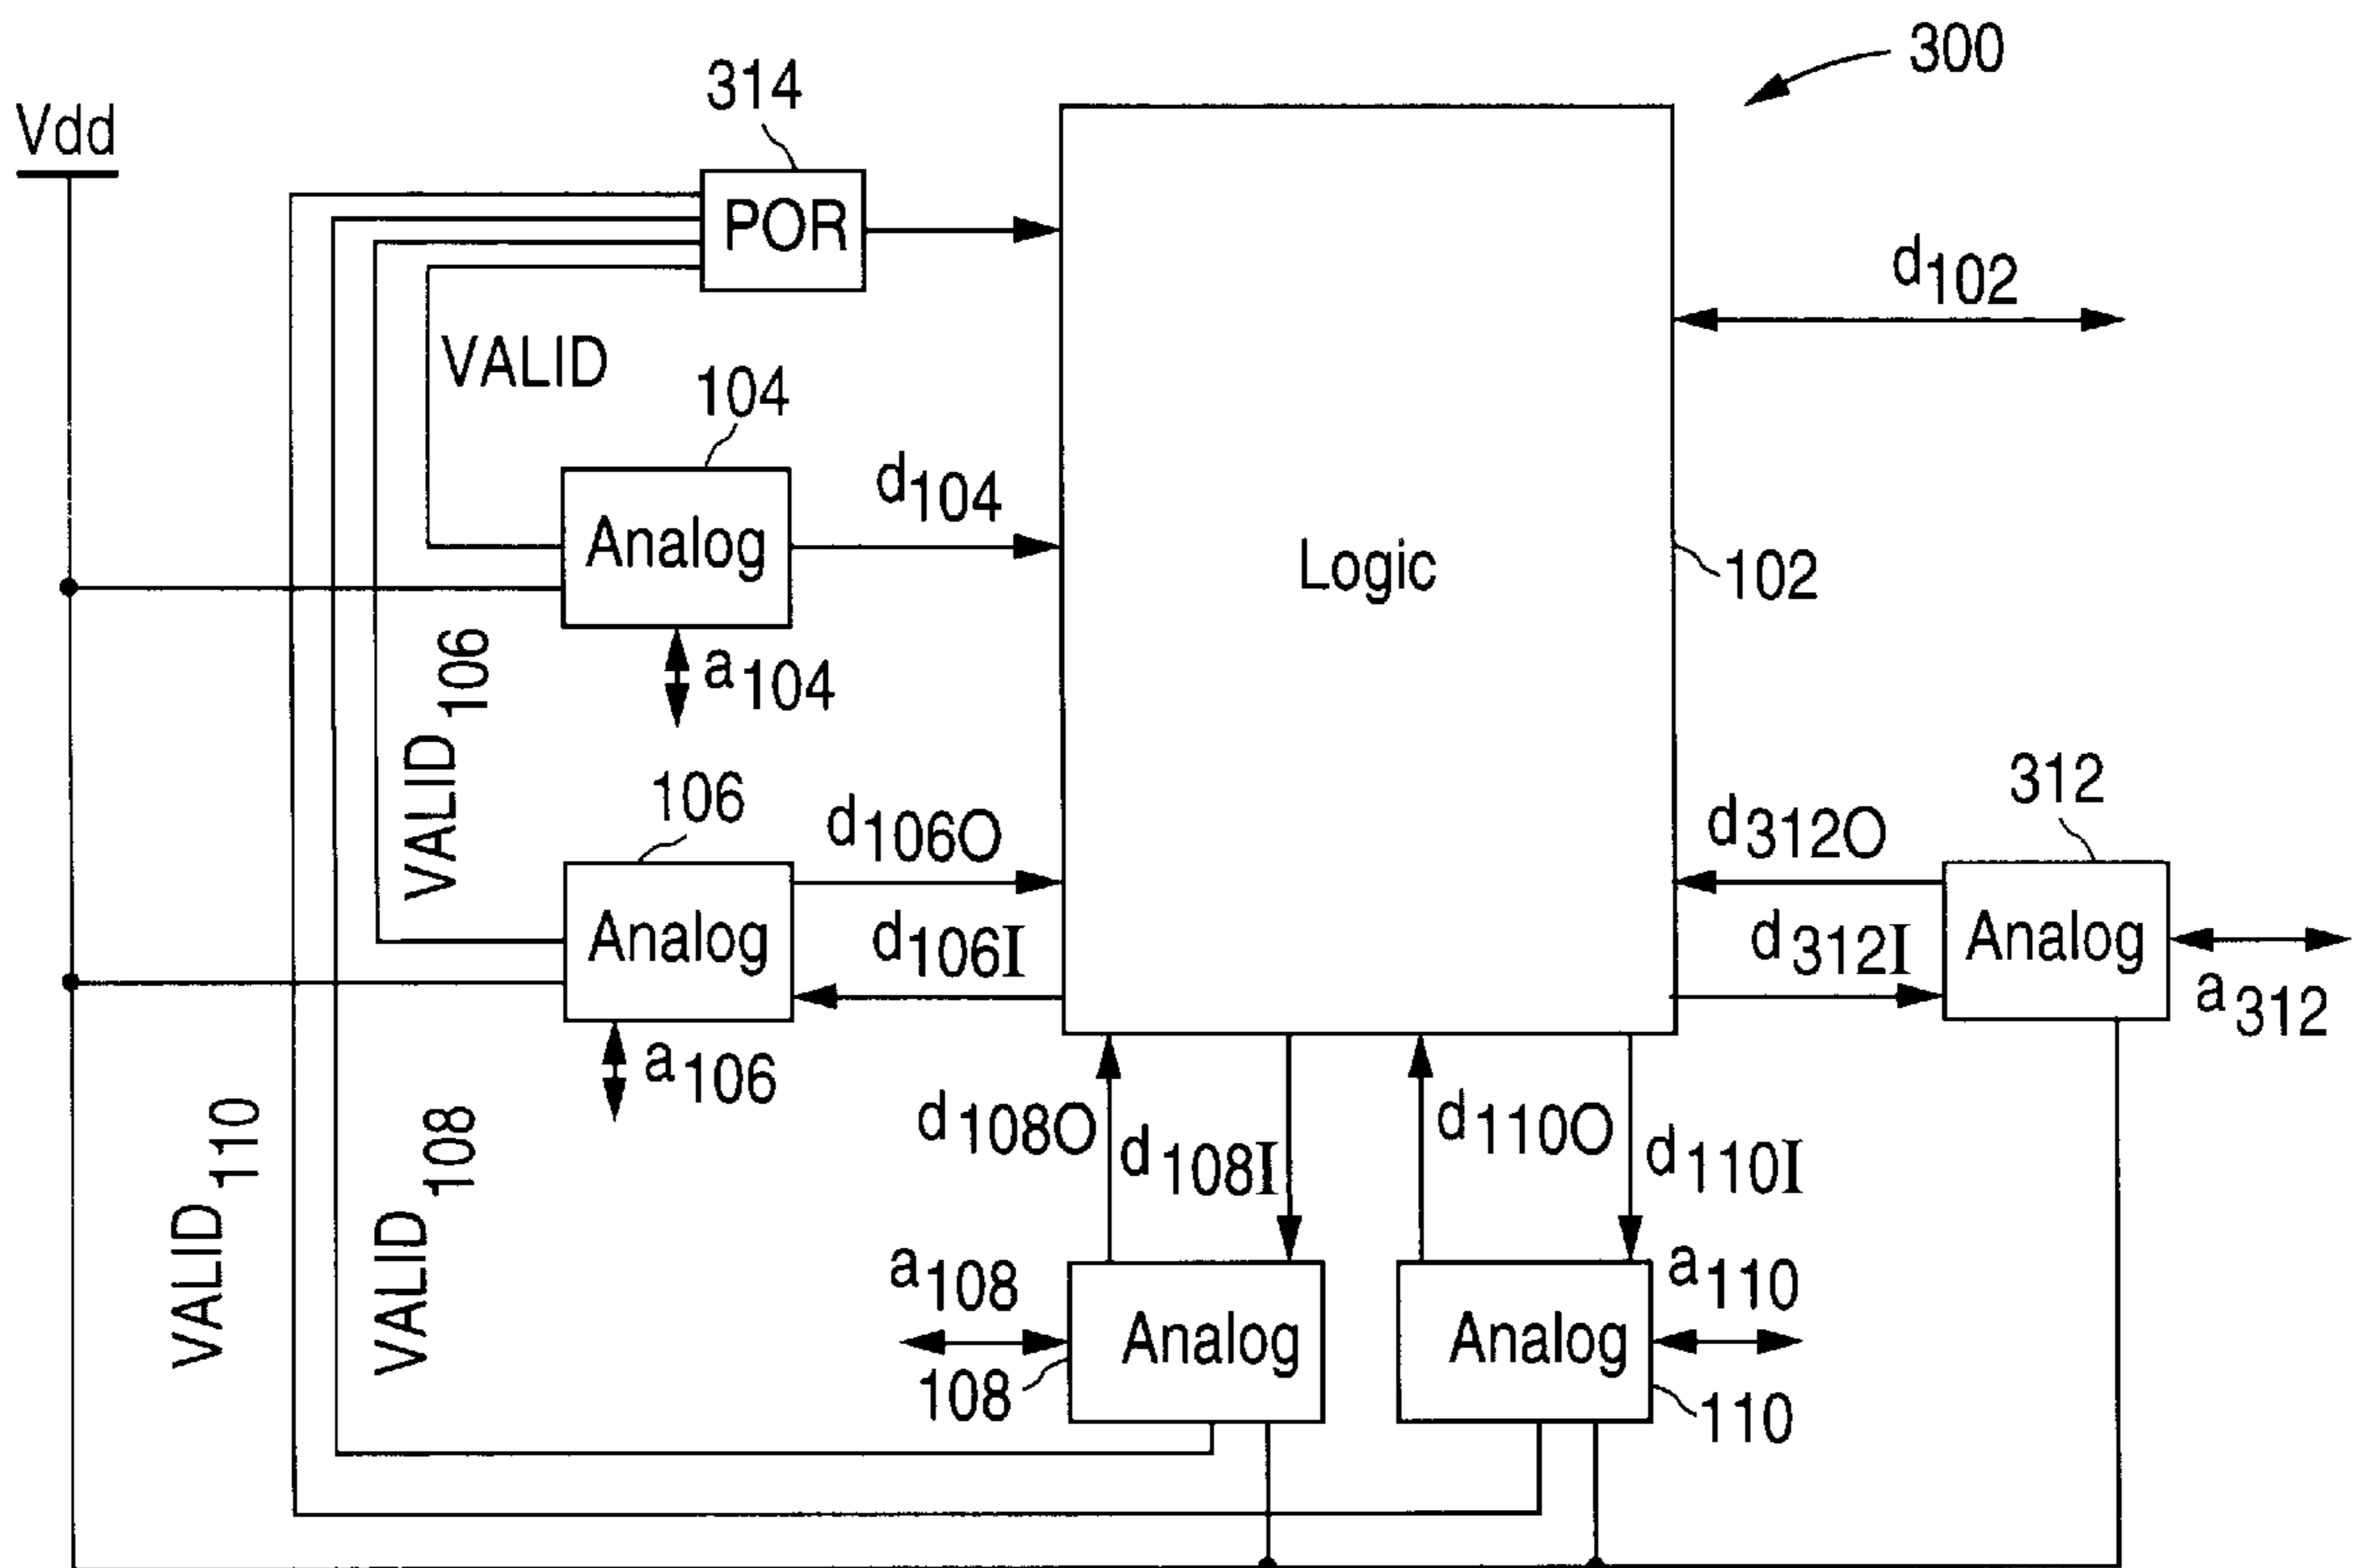 300
314
Vdd
POR
d102
VALID
104
d104
Analog
Logic
102
a104
VALID106
106
d106O
312
d312O
Analog
d106I
d312I
Analog
a312
a106
VALID110
VALID108
d108O
d108I
d110O
d110I
a108
a110
Analog
Analog
108
110